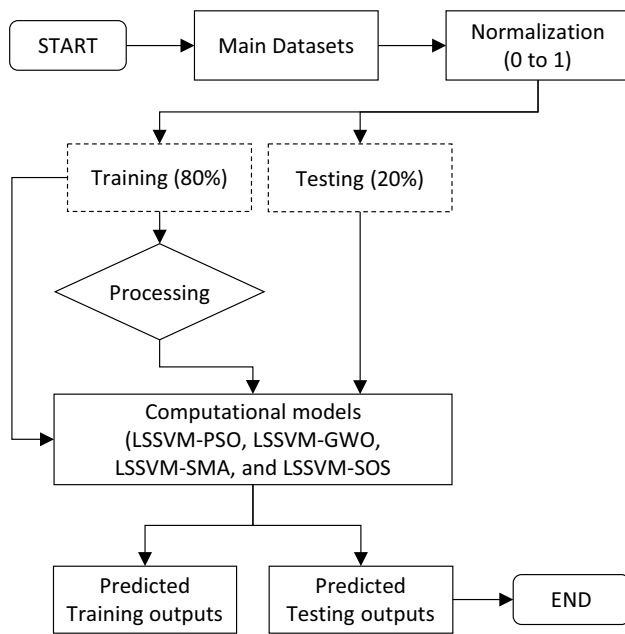 START
Main Datasets
Normalization
(0 to 1)
Training (80%)
Testing (20%)
Processing
Computational models
(LSSVM-PSO, LSSVM-GWO,
LSSVM-SMA, and LSSVM-SOS
Predicted
Training outputs
Predicted
Testing outputs
END